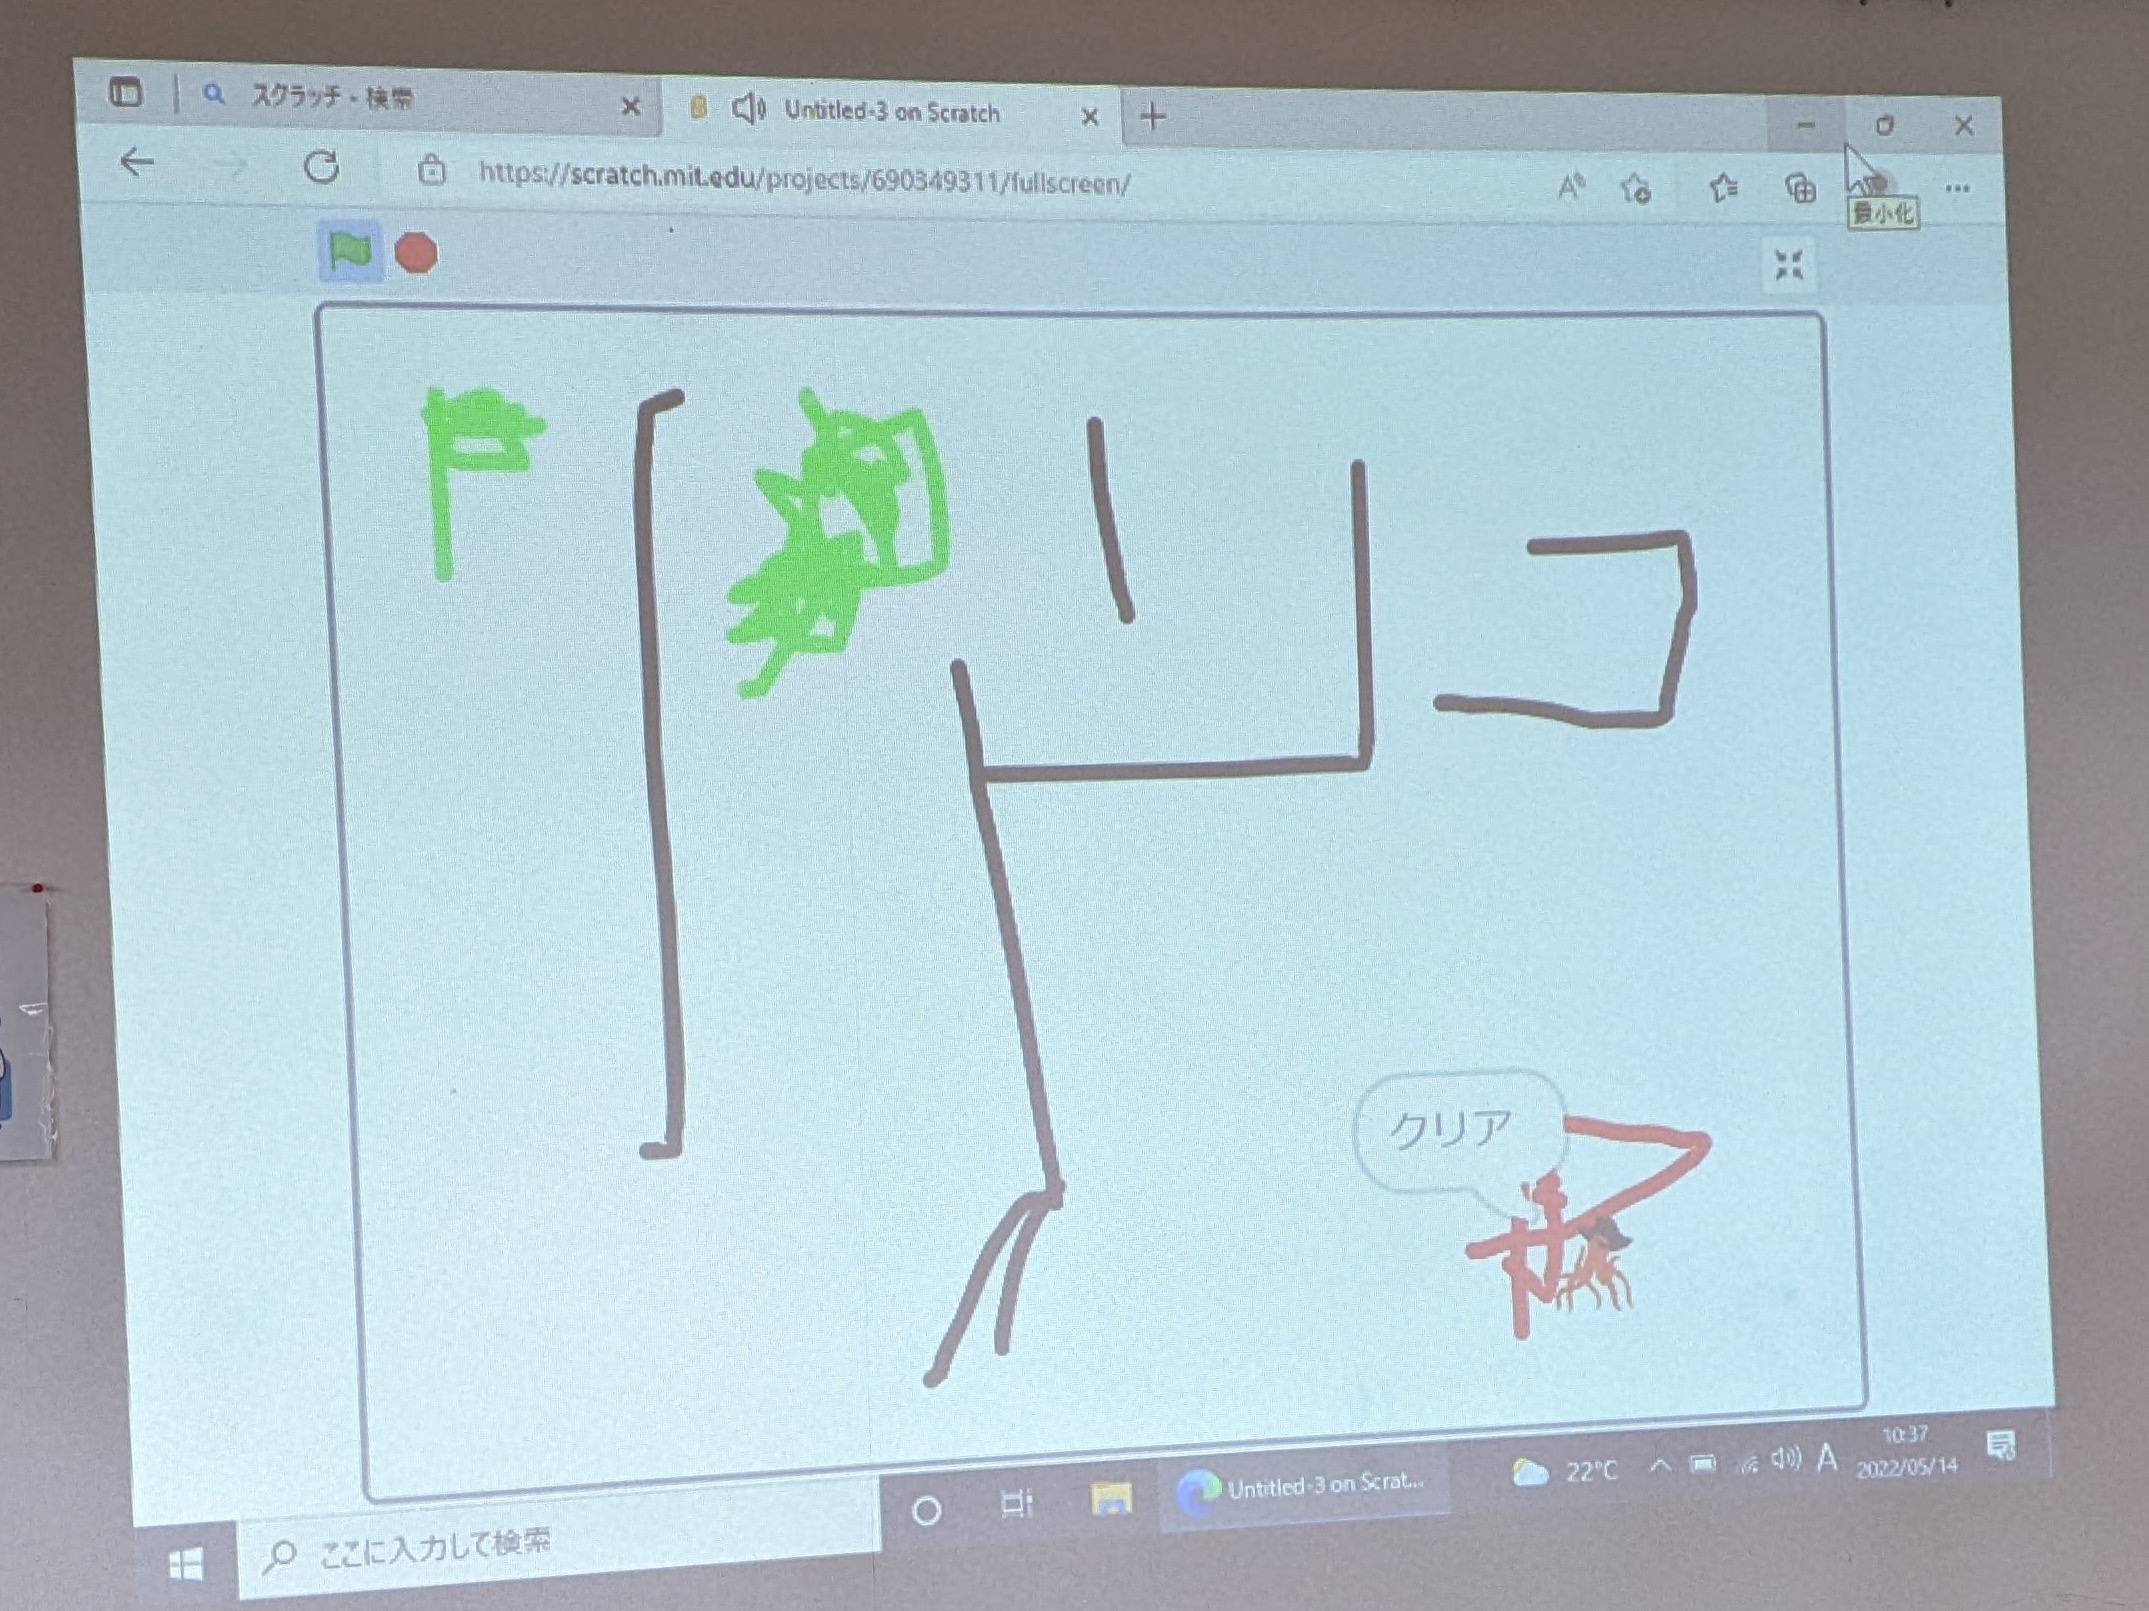 スクラッチ - 検索
Untitled-3 on Scratch
https://scratch.mit.edu/projects/690349311/fullscreen/
最小化
クリア
ここに入力して検索
Untitled-3 on Scrat...
22°C
A
10:37
2022/05/14